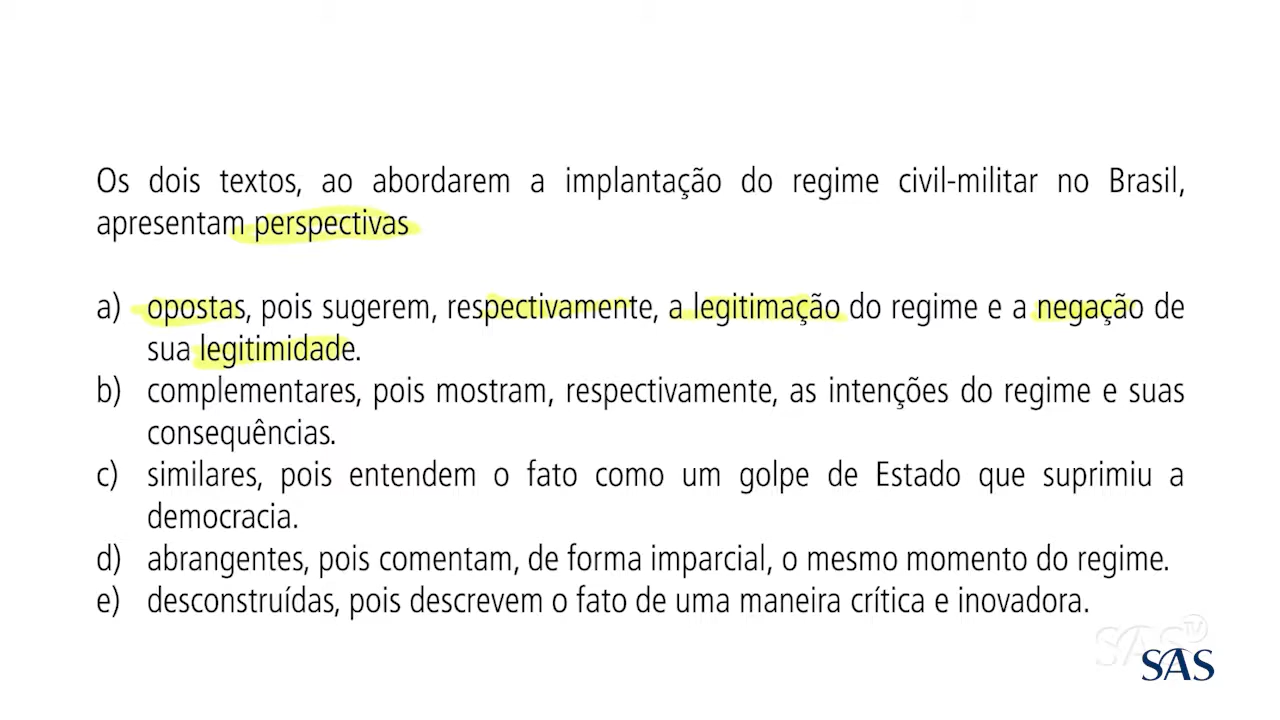 Os dois textos, ao abordarem a implantação do regime civil-militar no Brasil,
apresentam perspectivas
a) opostas, pois sugerem, respectivamente, a legitimação do regime e a negação de
sua legitimidade.
b) complementares, pois mostram, respectivamente, as intenções do regime e suas
consequências.
c) similares, pois entendem o fato como um golpe de Estado que suprimiu a
democracia.
d) abrangentes, pois comentam, de forma imparcial, o mesmo momento do regime.
e) desconstruídas, pois descrevem o fato de uma maneira crítica e inovadora.
SAS TV
SAS